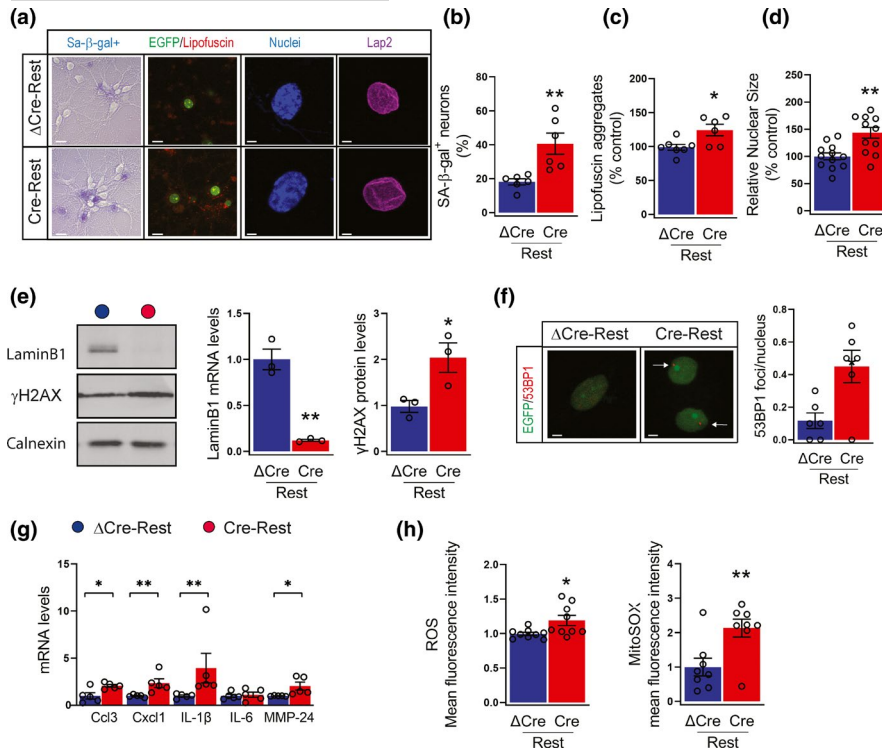 (a)
Sa-β-gal+ EGFP/Lipofuscin Nuclei Lap2
ΔCre-Rest
Cre-Rest
(b)
SA-β-gal+ neurons
(%)
80
60
40
20
0
**
ΔCre Cre
Rest
(c)
Lipofuscin aggregates
(% control)
200
150
100
50
0
*
ΔCre Cre
Rest
(d)
Relative Nuclear Size
(% control)
250
200
150
100
50
0
**
ΔCre Cre
Rest
(e)
LaminB1
γH2AX
Calnexin
LaminB1 mRNA levels
1.5
1.0
0.5
0.0
**
ΔCre Cre
Rest
γH2AX protein levels
3
2
1
0
*
ΔCre Cre
Rest
(f)
ΔCre-Rest Cre-Rest
EGFP/53BP1
53BP1 foci/nucleus
0.8
0.6
0.4
0.2
0.0
ΔCre Cre
Rest
(g)
ΔCre-Rest Cre-Rest
mRNA levels
15
10
5
0
* ** ** *
Ccl3 Cxcl1 IL-1β IL-6 MMP-24
(h)
ROS
Mean fluorescence intensity
2.0
1.5
1.0
0.5
0.0
*
ΔCre Cre
Rest
MitoSOX
mean fluorescence intensity
4
3
2
1
0
**
ΔCre Cre
Rest